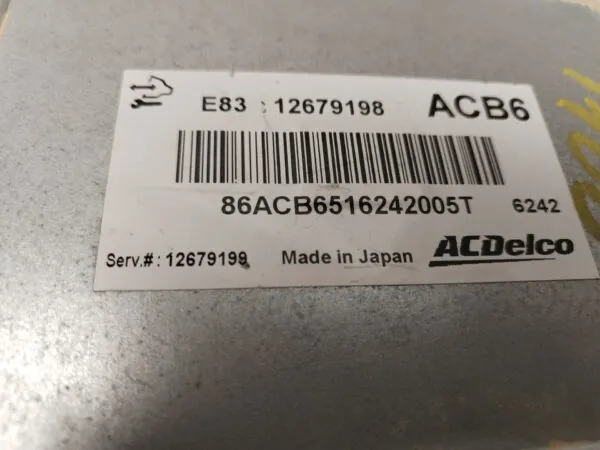 E83 : 12679198 ACB6
86ACB6516242005T 6242
Serv.#: 12679199 Made in Japan ACDelco